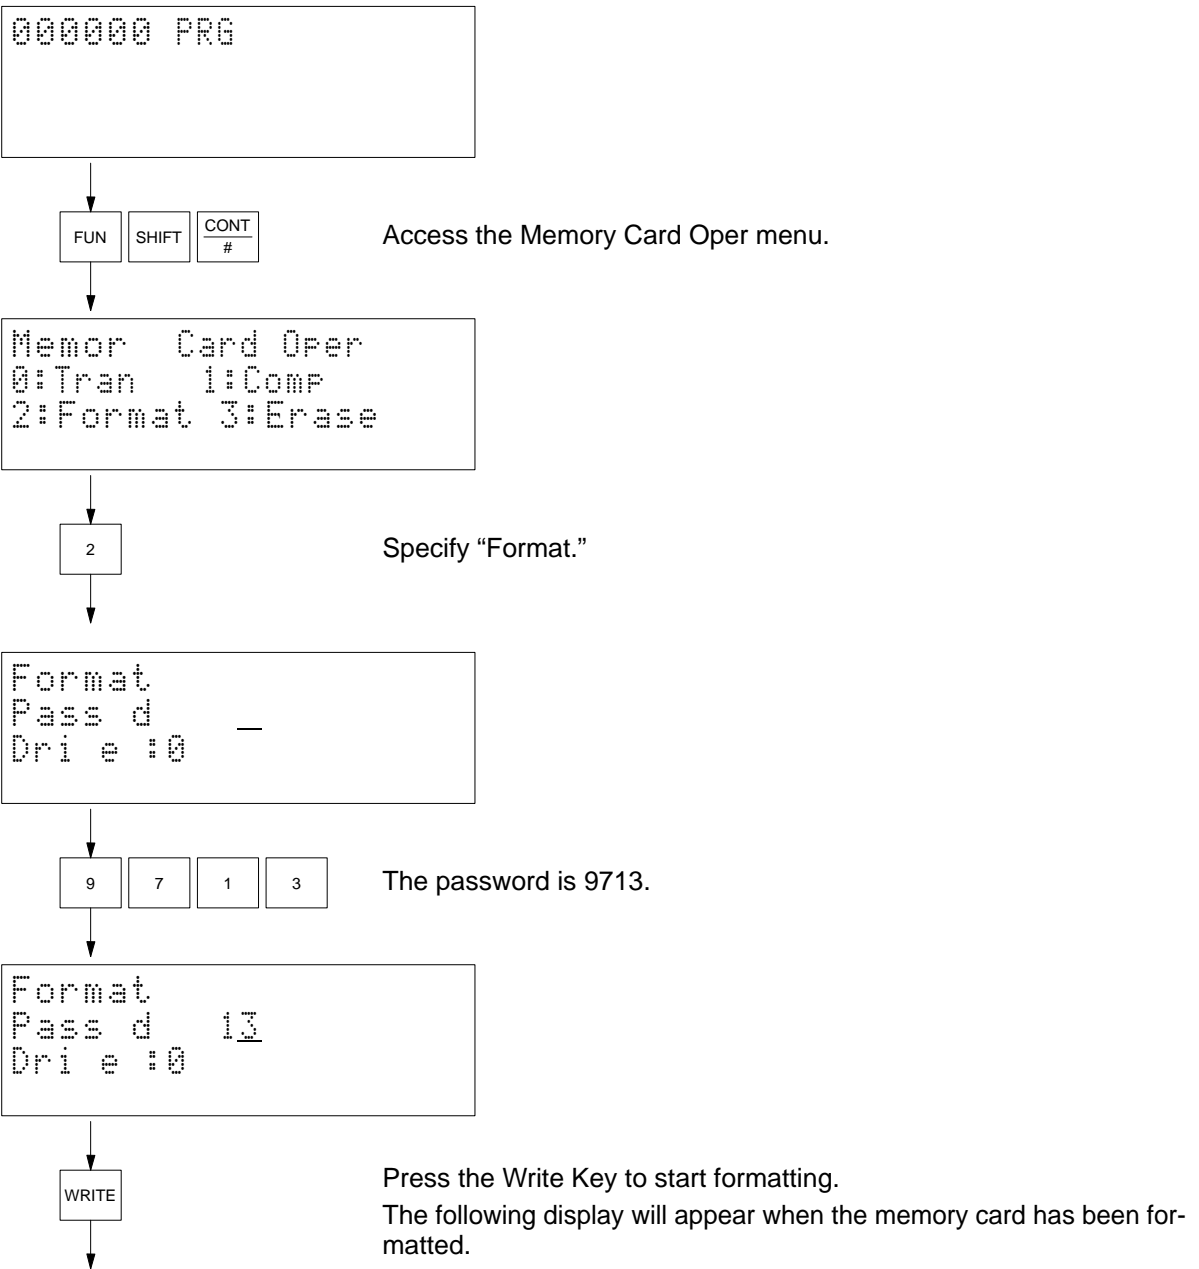 000000 PRG
FUN SHIFT CONT
#
Access the Memory Card Oper menu.
Memor Card Oper
0:Tran 1:Comp
2:Format 3:Erase
2
Specify “Format.”
Format
Pass d _
Dri e :0
9 7 1 3
The password is 9713.
Format
Pass d 13
Dri e :0
WRITE
Press the Write Key to start formatting.
The following display will appear when the memory card has been for-
matted.